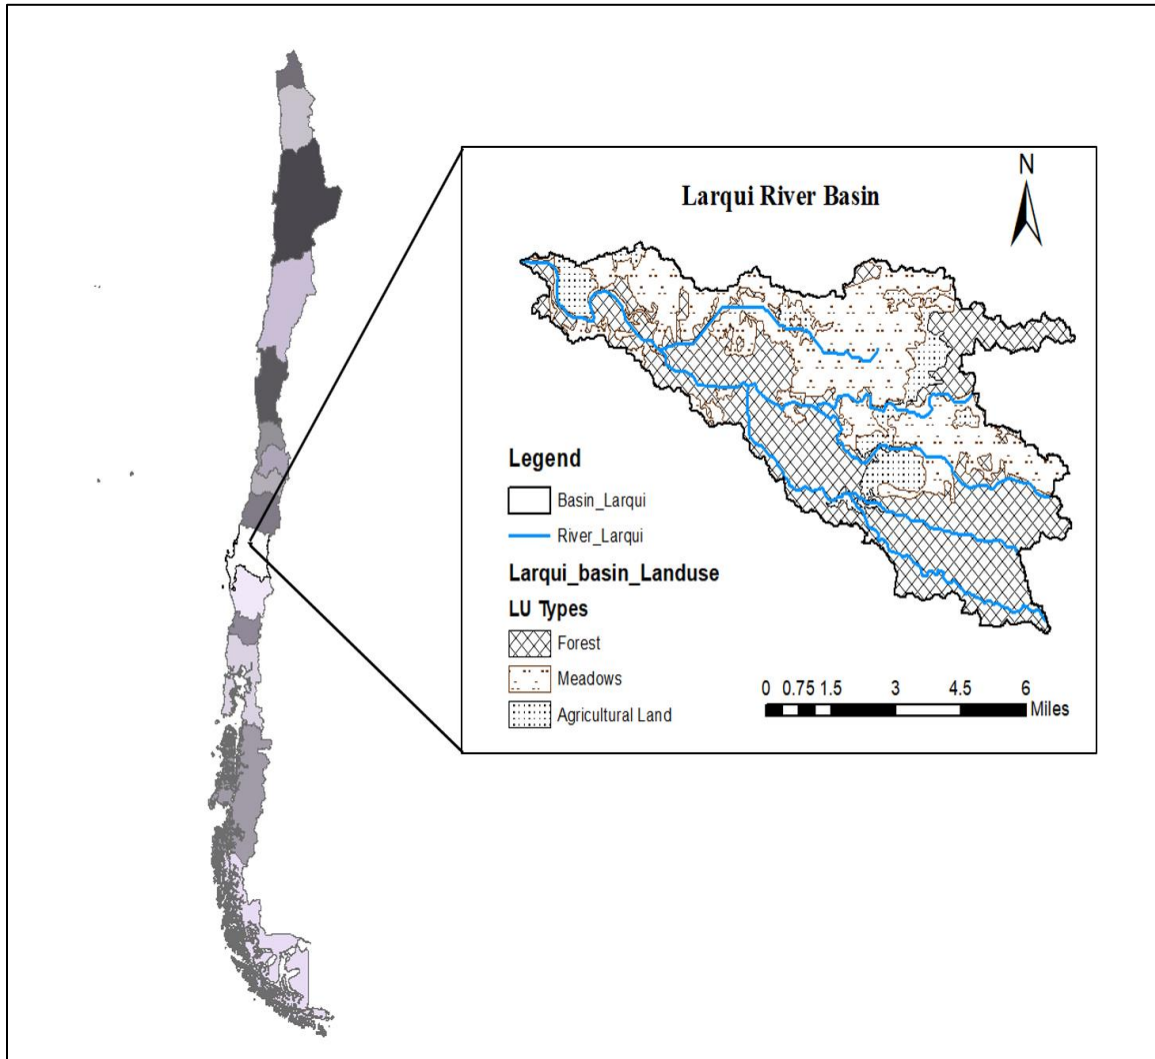 N
Larqui River Basin
Legend
Basin_Larqui
River_Larqui
Larqui_basin_Landuse
LU Types
Forest
Meadows
Agricultural Land
0 0.75 1.5 3 4.5 6
Miles